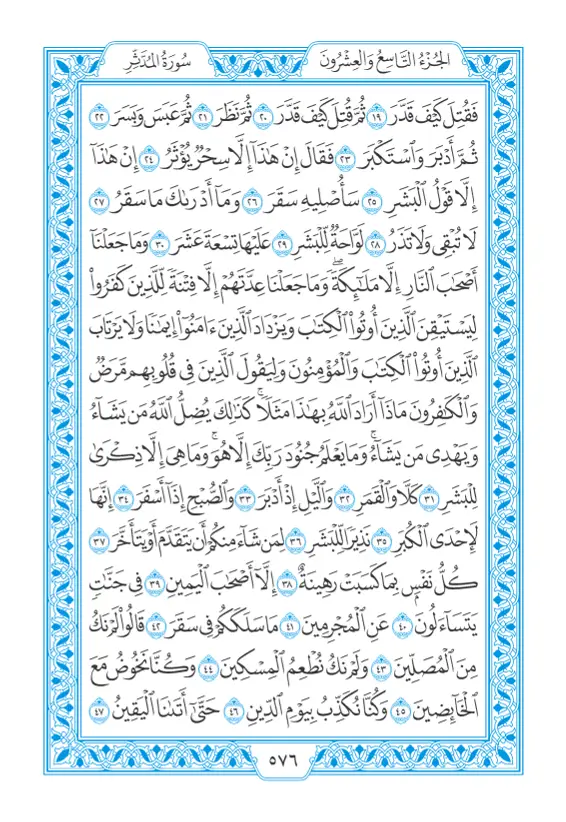 الجُزْءُ التَّاسِعُ وَالعِشْرُونَ
سُورَةُ المُدَّثِّرِ
فَقُتِلَ كَيْفَ قَدَّرَ ١٩ ثُمَّ قُتِلَ كَيْفَ قَدَّرَ ٢٠ ثُمَّ نَظَرَ ٢١ ثُمَّ عَبَسَ وَبَسَرَ ٢٢
ثُمَّ أَدْبَرَ وَٱسْتَكْبَرَ ٢٣ فَقَالَ إِنْ هَٰذَآ إِلَّا سِحْرٌ يُؤْثَرُ ٢٤ إِنْ هَٰذَآ
إِلَّا قَوْلُ ٱلْبَشَرِ ٢٥ سَأُصْلِيهِ سَقَرَ ٢٦ وَمَآ أَدْرَىٰكَ مَا سَقَرُ ٢٧
لَا تُبْقِى وَلَا تَذَرُ ٢٨ لَوَّاحَةٌ لِّلْبَشَرِ ٢٩ عَلَيْهَا تِسْعَةَ عَشَرَ ٣٠ وَمَا جَعَلْنَآ
أَصْحَٰبَ ٱلنَّارِ إِلَّا مَلَٰٓئِكَةً ۙ وَمَا جَعَلْنَا عِدَّتَهُمْ إِلَّا فِتْنَةً لِّلَّذِينَ كَفَرُوا۟
لِيَسْتَيْقِنَ ٱلَّذِينَ أُوتُوا۟ ٱلْكِتَٰبَ وَيَزْدَادَ ٱلَّذِينَ ءَامَنُوٓا۟ إِيمَٰنًا وَلَا يَرْتَابَ
ٱلَّذِينَ أُوتُوا۟ ٱلْكِتَٰبَ وَٱلْمُؤْمِنُونَ وَلِيَقُولَ ٱلَّذِينَ فِى قُلُوبِهِم مَّرَضٌ
وَٱلْكَٰفِرُونَ مَاذَآ أَرَادَ ٱللَّهُ بِهَٰذَا مَثَلًا ۚ كَذَٰلِكَ يُضِلُّ ٱللَّهُ مَن يَشَآءُ
وَيَهْدِى مَن يَشَآءُ ۚ وَمَا يَعْلَمُ جُنُودَ رَبِّكَ إِلَّا هُوَ ۚ وَمَا هِىَ إِلَّا ذِكْرَىٰ
لِلْبَشَرِ ٣١ كَلَّا وَٱلْقَمَرِ ٣٢ وَٱلَّيْلِ إِذْ أَدْبَرَ ٣٣ وَٱلصُّبْحِ إِذَآ أَسْفَرَ ٣٤ إِنَّهَا
لَإِحْدَى ٱلْكُبَرِ ٣٥ نَذِيرًا لِّلْبَشَرِ ٣٦ لِمَن شَآءَ مِنكُمْ أَن يَتَقَدَّمَ أَوْ يَتَأَخَّرَ ٣٧
كُلُّ نَفْسٍۭ بِمَا كَسَبَتْ رَهِينَةٌ ٣٨ إِلَّآ أَصْحَٰبَ ٱلْيَمِينِ ٣٩ فِى جَنَّٰتٍ
يَتَسَآءَلُونَ ٤٠ عَنِ ٱلْمُجْرِمِينَ ٤١ مَا سَلَكَكُمْ فِى سَقَرَ ٤٢ قَالُوا۟ لَمْ نَكُ
مِنَ ٱلْمُصَلِّينَ ٤٣ وَلَمْ نَكُ نُطْعِمُ ٱلْمِسْكِينَ ٤٤ وَكُنَّا نَخُوضُ مَعَ
ٱلْخَآئِضِينَ ٤٥ وَكُنَّا نُكَذِّبُ بِيَوْمِ ٱلدِّينِ ٤٦ حَتَّىٰٓ أَتَىٰنَا ٱلْيَقِينُ ٤٧
٥٧٦